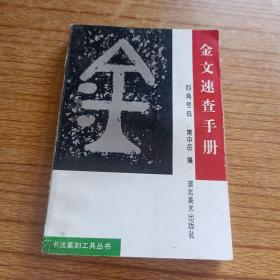 金文速查手册
四角号码 樊中岳 编
湖北美术出版社
书法篆刻工具丛书